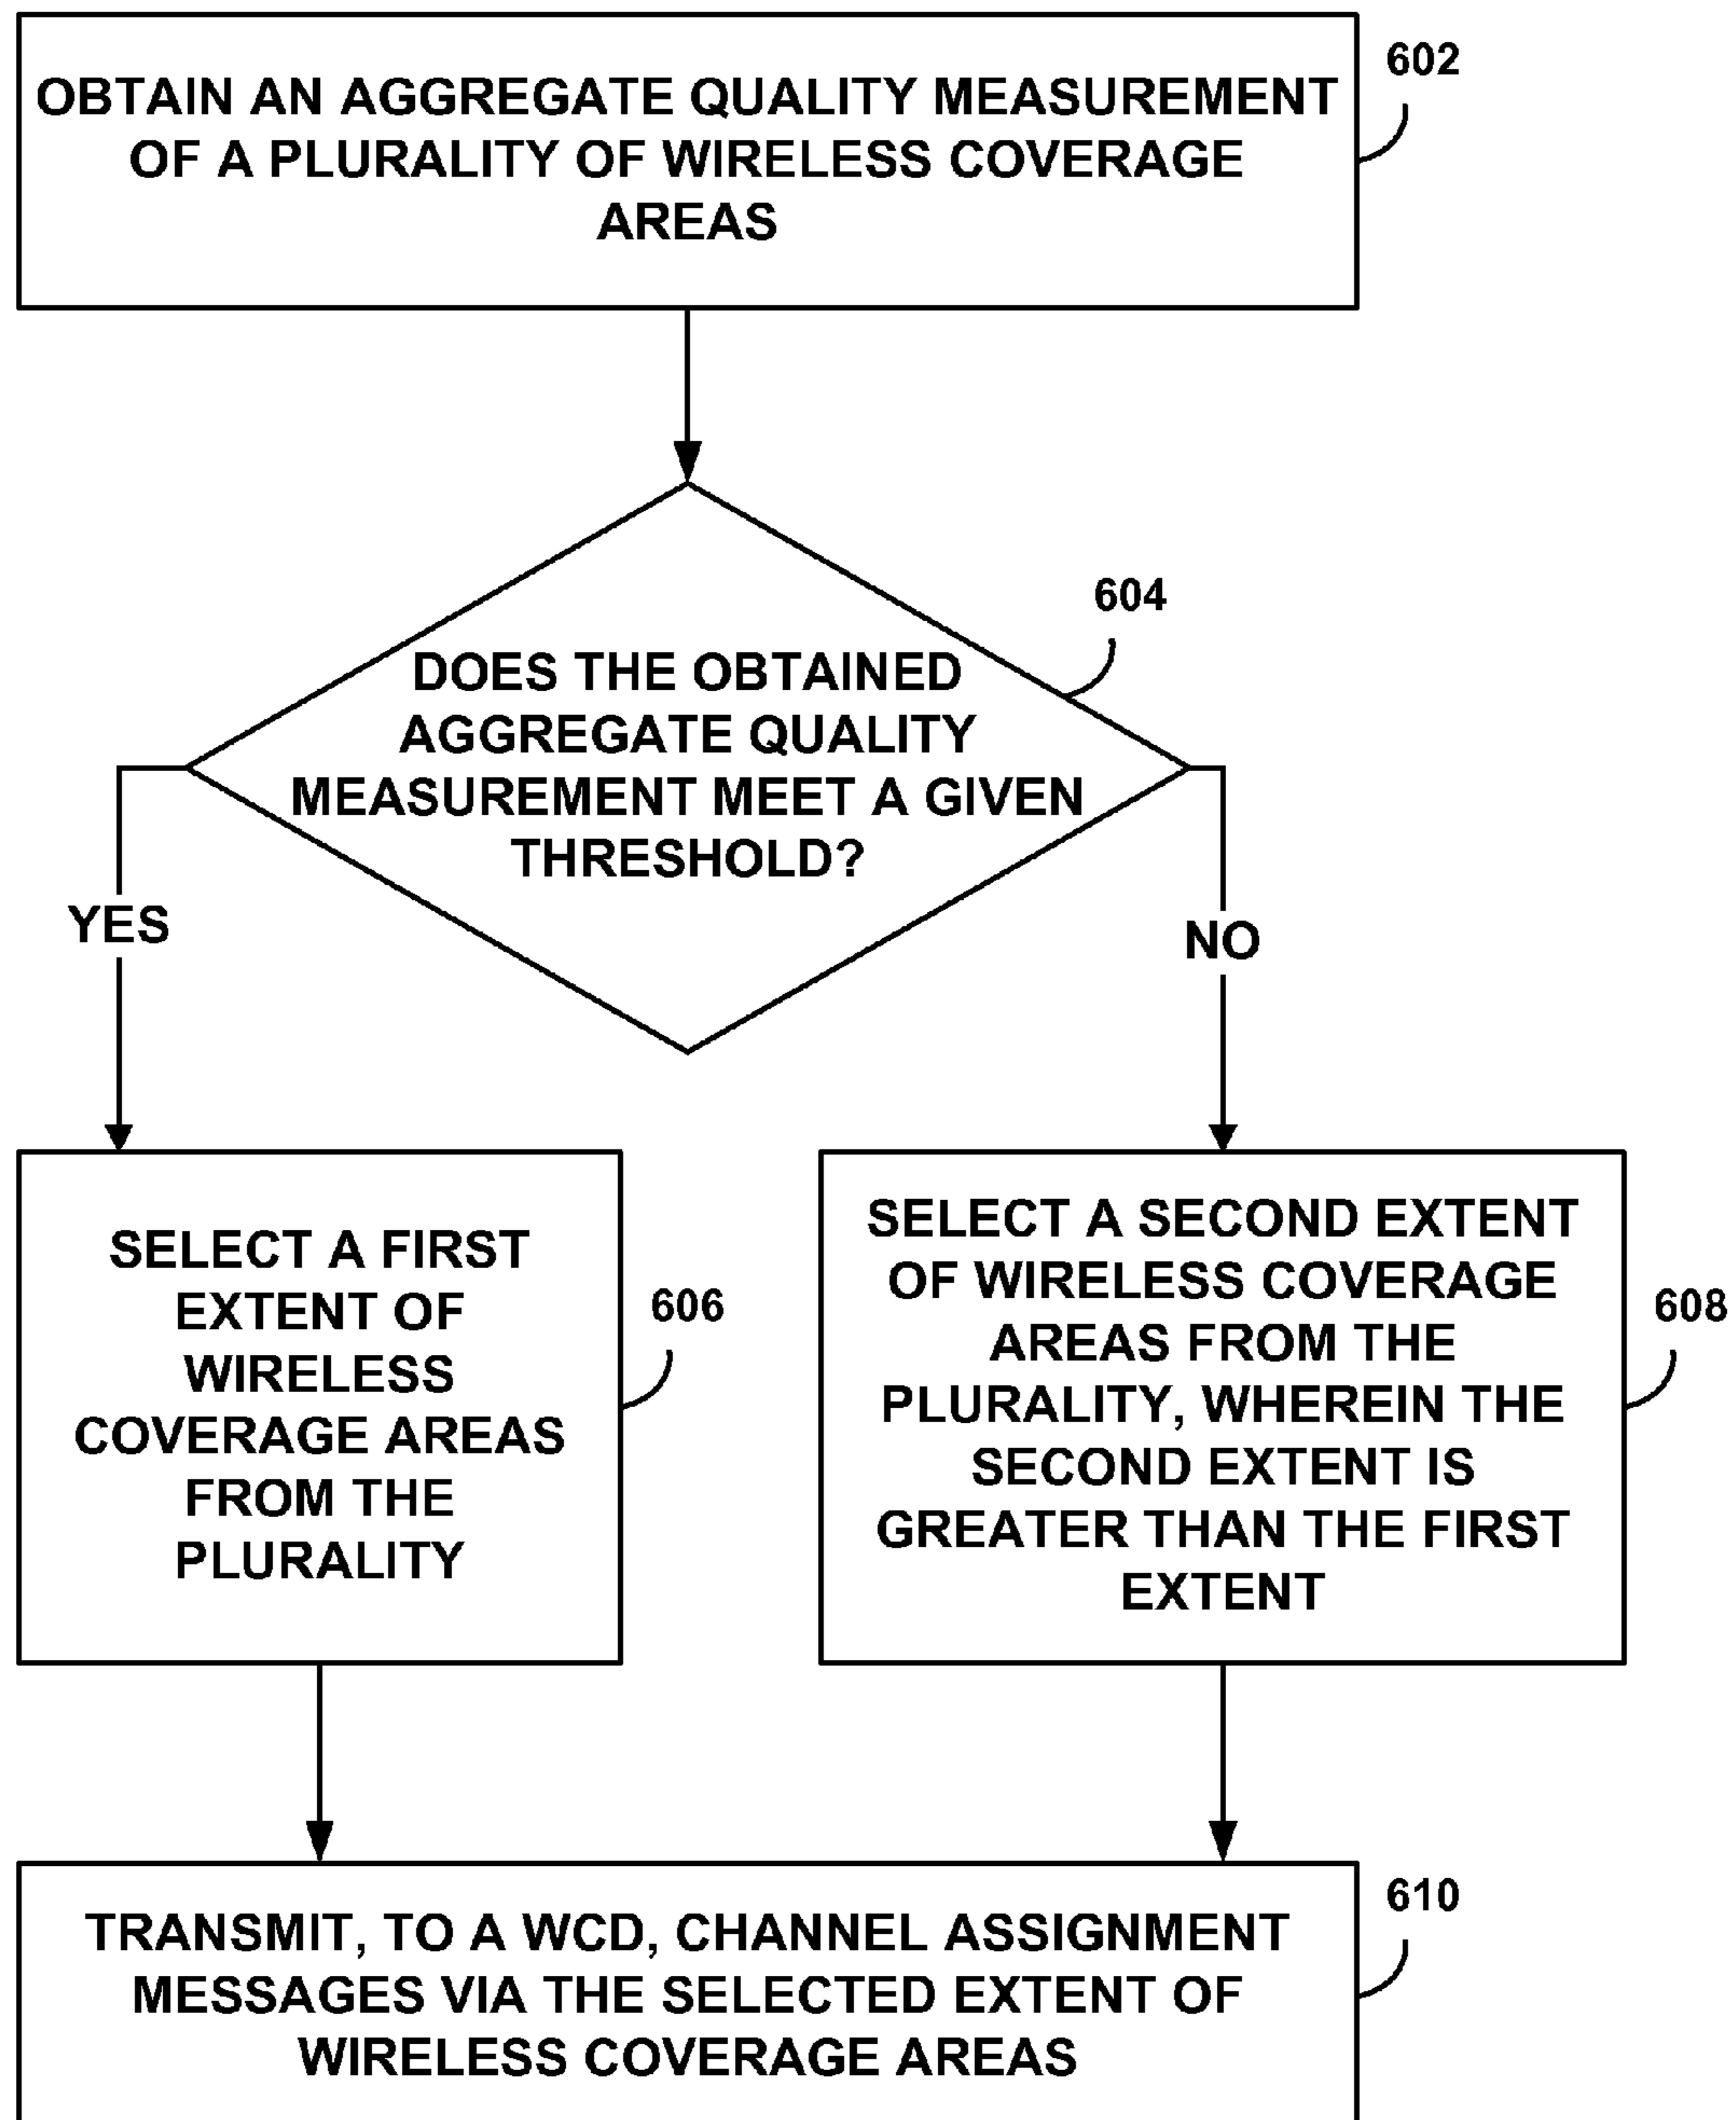 602
OBTAIN AN AGGREGATE QUALITY MEASUREMENT
OF A PLURALITY OF WIRELESS COVERAGE
AREAS
604
DOES THE OBTAINED
AGGREGATE QUALITY
MEASUREMENT MEET A GIVEN
THRESHOLD?
YES
NO
SELECT A FIRST
EXTENT OF
WIRELESS
COVERAGE AREAS
FROM THE
PLURALITY
606
SELECT A SECOND EXTENT
OF WIRELESS COVERAGE
AREAS FROM THE
PLURALITY, WHEREIN THE
SECOND EXTENT IS
GREATER THAN THE FIRST
EXTENT
608
610
TRANSMIT, TO A WCD, CHANNEL ASSIGNMENT
MESSAGES VIA THE SELECTED EXTENT OF
WIRELESS COVERAGE AREAS